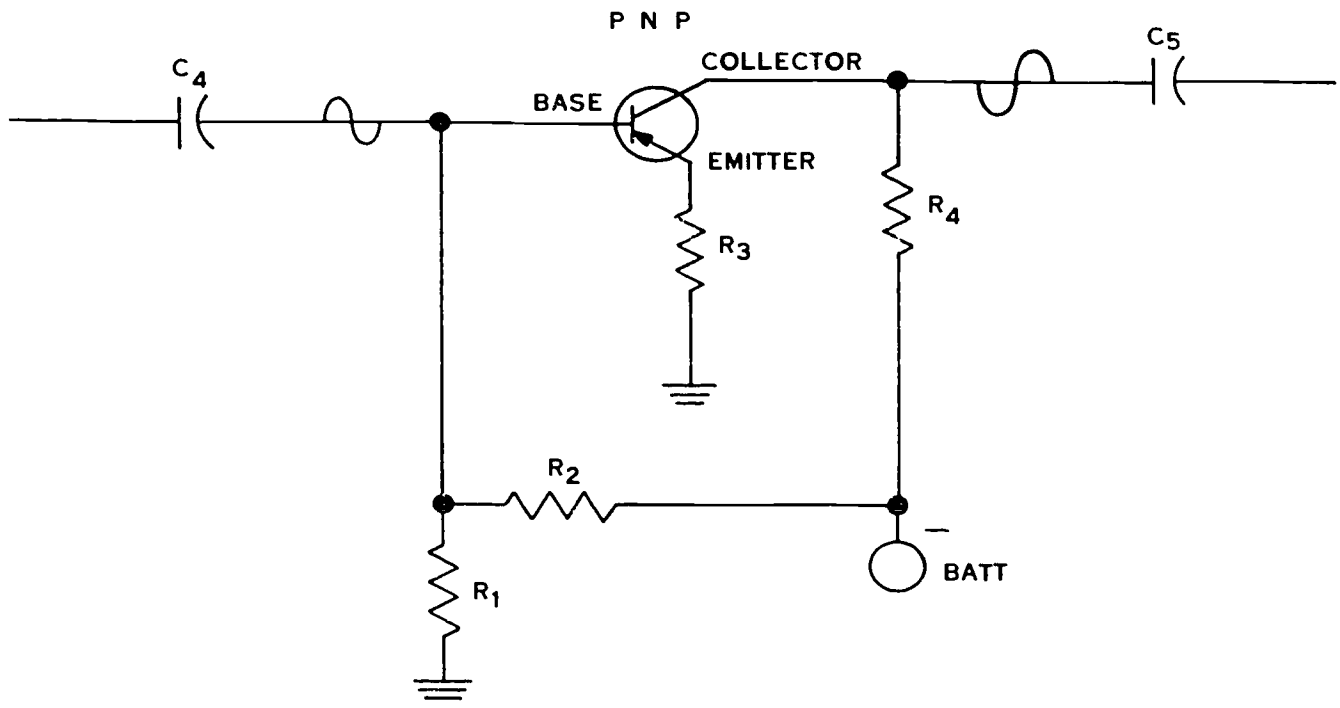 P N P
C4
C5
COLLECTOR
BASE
EMITTER
R3
R4
R2
−
BATT
R1